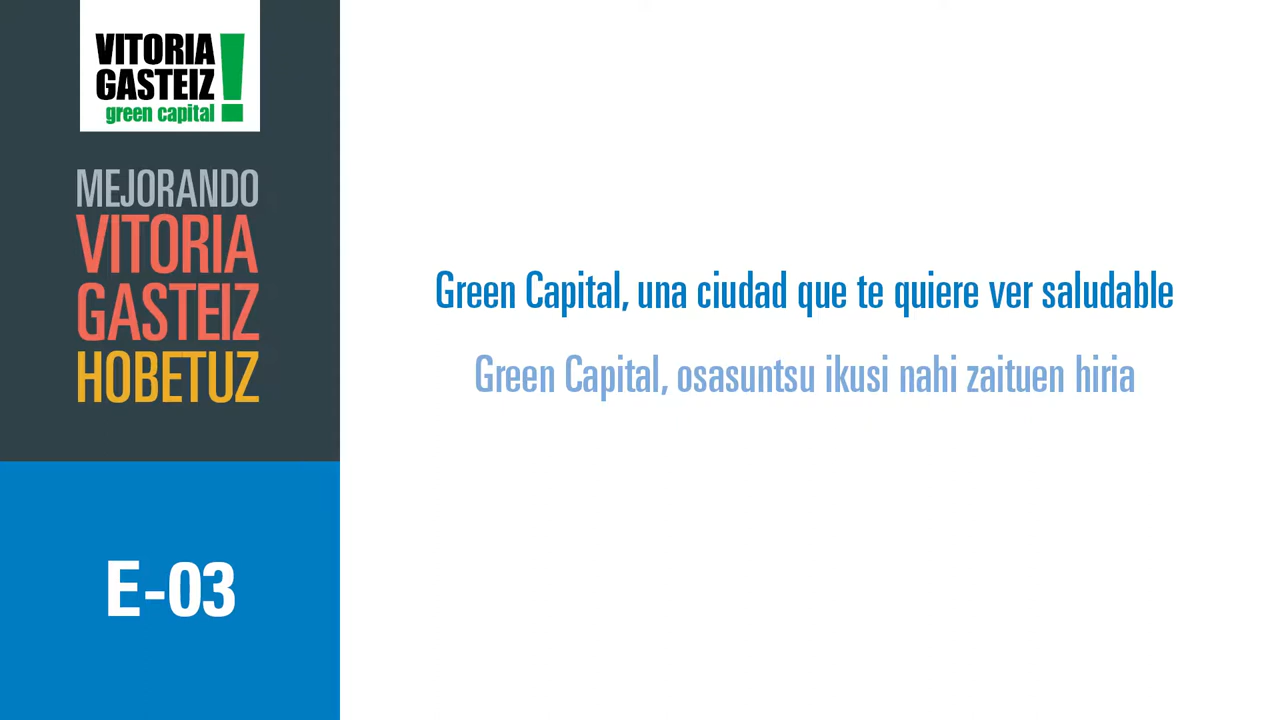 VITORIA
GASTEIZ !
green capital
MEJORANDO
VITORIA
GASTEIZ
HOBETUZ
E-03
Green Capital, una ciudad que te quiere ver saludable
Green Capital, osasuntsu ikusi nahi zaituen hiria